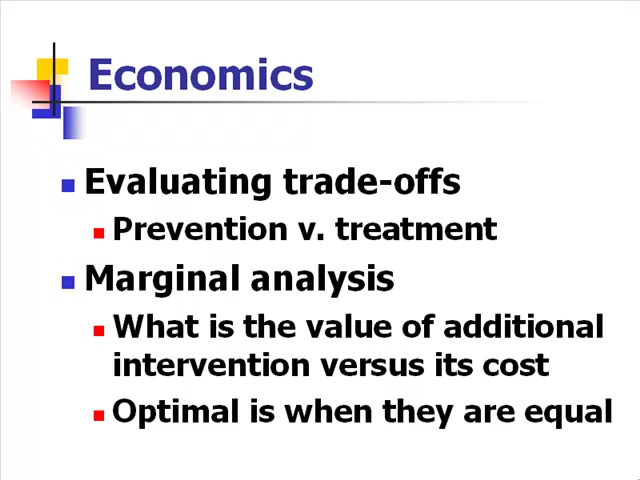 Economics
Evaluating trade-offs
Prevention v. treatment
Marginal analysis
What is the value of additional
intervention versus its cost
Optimal is when they are equal